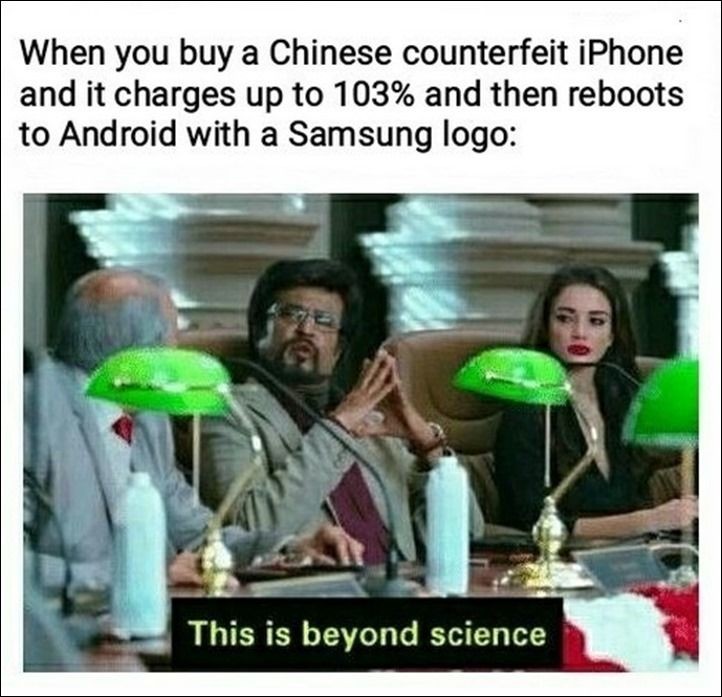 When you buy a Chinese counterfeit iPhone
and it charges up to 103% and then reboots
to Android with a Samsung logo:
This is beyond science